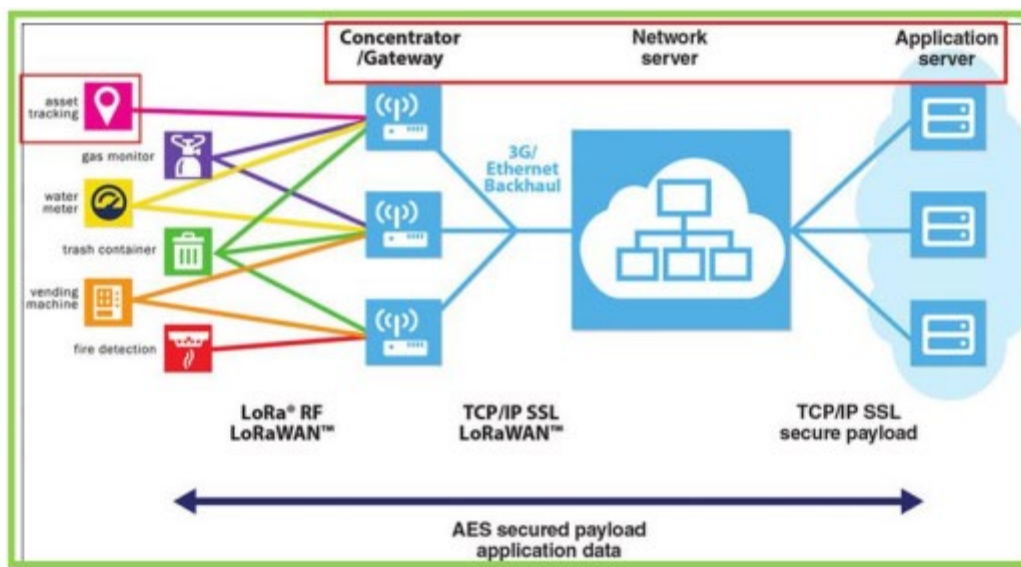 Concentrator
/Gateway
Network
server
Application
server
asset
tracking
gas monitor
water
meter
trash container
vending
machine
fire detection
3G/
Ethernet
Backhaul
LoRa® RF
LoRaWAN™
TCP/IP SSL
LoRaWAN™
TCP/IP SSL
secure payload
AES secured payload
application data